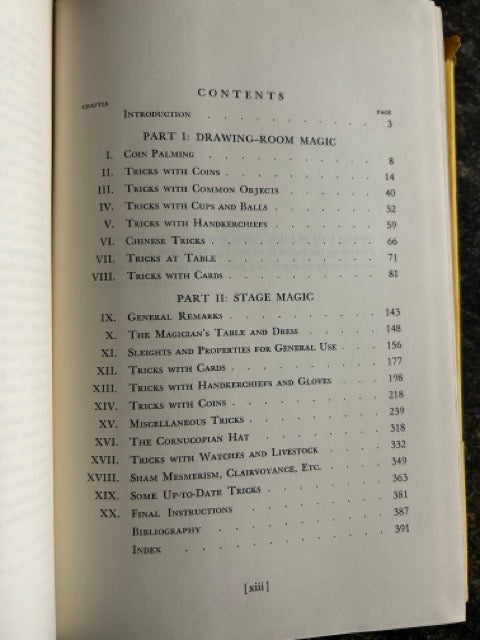 CONTENTS
CHAPTER PAGE
INTRODUCTION . . . . . . . . 3
PART I: DRAWING-ROOM MAGIC
I. COIN PALMING . . . . . . . . 8
II. TRICKS WITH COINS . . . . . . . 14
III. TRICKS WITH COMMON OBJECTS . . . . 40
IV. TRICKS WITH CUPS AND BALLS . . . . 52
V. TRICKS WITH HANDKERCHIEFS . . . . 59
VI. CHINESE TRICKS . . . . . . . 66
VII. TRICKS AT TABLE . . . . . . . 71
VIII. TRICKS WITH CARDS . . . . . . 81
PART II: STAGE MAGIC
IX. GENERAL REMARKS . . . . . . . 143
X. THE MAGICIAN'S TABLE AND DRESS . . . 148
XI. SLEIGHTS AND PROPERTIES FOR GENERAL USE . . 156
XII. TRICKS WITH CARDS . . . . . . 177
XIII. TRICKS WITH HANDKERCHIEFS AND GLOVES . . 198
XIV. TRICKS WITH COINS . . . . . . 218
XV. MISCELLANEOUS TRICKS . . . . . . 239
XVI. THE CORNUCOPIAN HAT . . . . . 318
XVII. TRICKS WITH WATCHES AND LIVESTOCK . . . 332
XVIII. SHAM MESMERISM, CLAIRVOYANCE, ETC. . . . 349
XIX. SOME UP-TO-DATE TRICKS . . . . . 363
XX. FINAL INSTRUCTIONS . . . . . . 381
BIBLIOGRAPHY . . . . . . . 387
INDEX . . . . . . . . 391
[xiii]